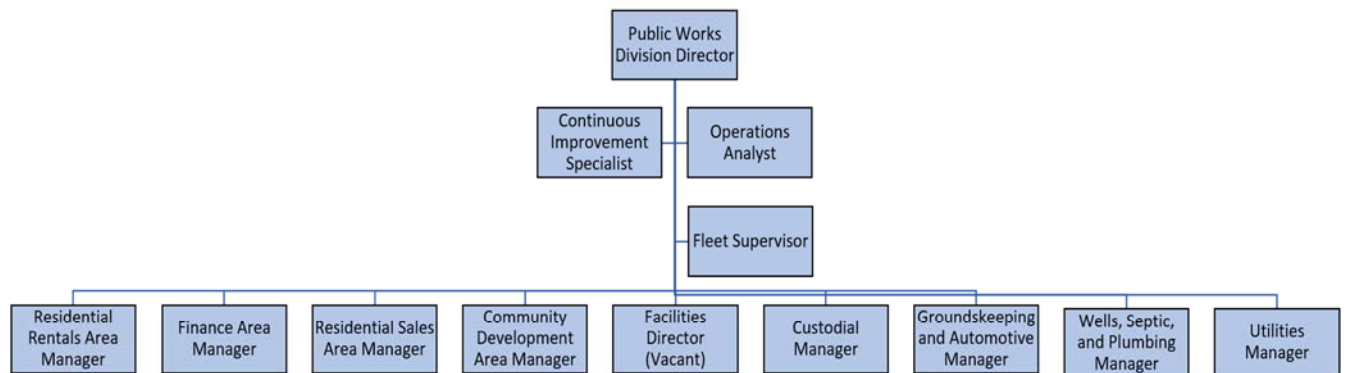 Public Works
Division Director
Continuous
Improvement
Specialist
Operations
Analyst
Fleet Supervisor
Residential
Rentals Area
Manager
Finance Area
Manager
Residential Sales
Area Manager
Community
Development
Area Manager
Facilities
Director
(Vacant)
Custodial
Manager
Groundskeeping
and Automotive
Manager
Wells, Septic,
and Plumbing
Manager
Utilities
Manager